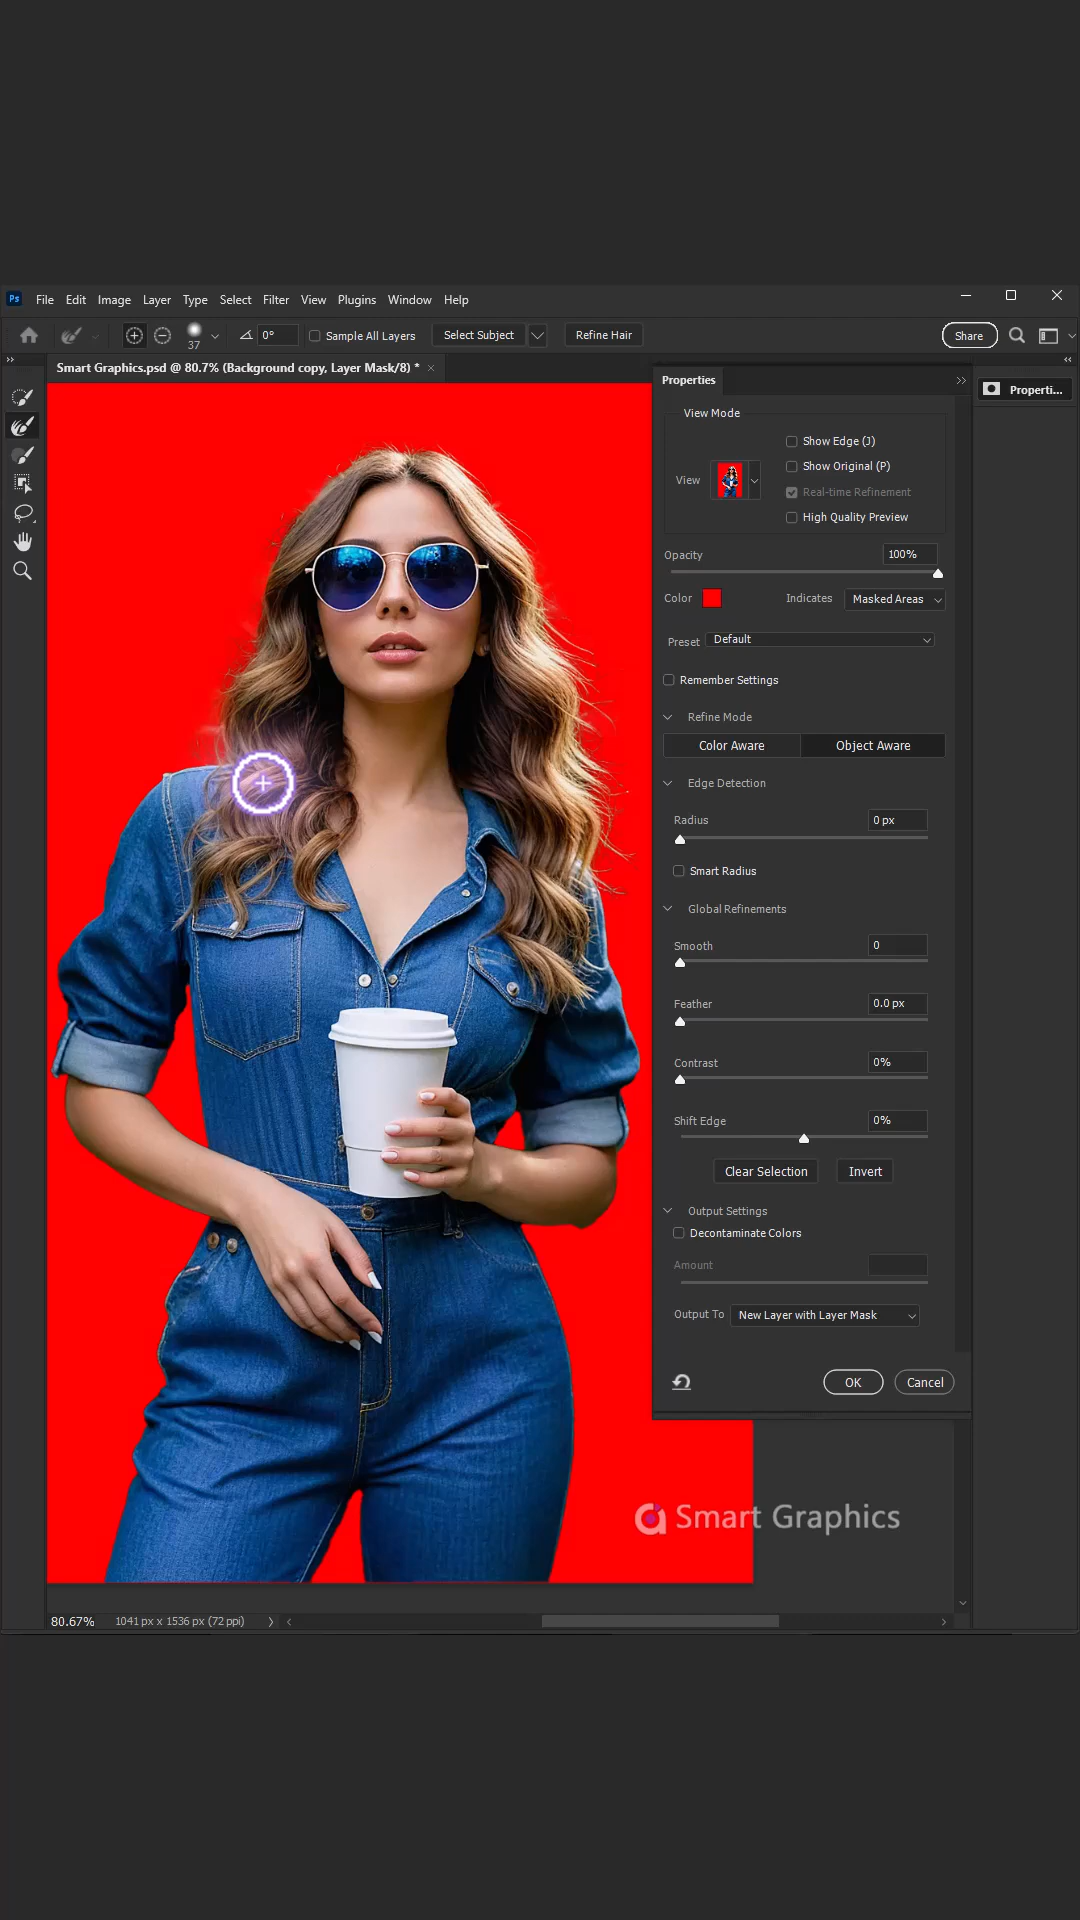 Ps File Edit Image Layer Type Select Filter View Plugins Window Help
37 0° Sample All Layers Select Subject Refine Hair Share
Smart Graphics.psd @ 80.7% (Background copy, Layer Mask/8) *
Properties
Properti...
View Mode
Show Edge (J)
Show Original (P)
View
Real-time Refinement
High Quality Preview
Opacity 100%
Color Indicates Masked Areas
Preset Default
Remember Settings
Refine Mode
Color Aware Object Aware
Edge Detection
Radius 0 px
Smart Radius
Global Refinements
Smooth 0
Feather 0.0 px
Contrast 0%
Shift Edge 0%
Clear Selection Invert
Output Settings
Decontaminate Colors
Amount
Output To New Layer with Layer Mask
OK Cancel
Smart Graphics
80.67% 1041 px x 1536 px (72 ppi)